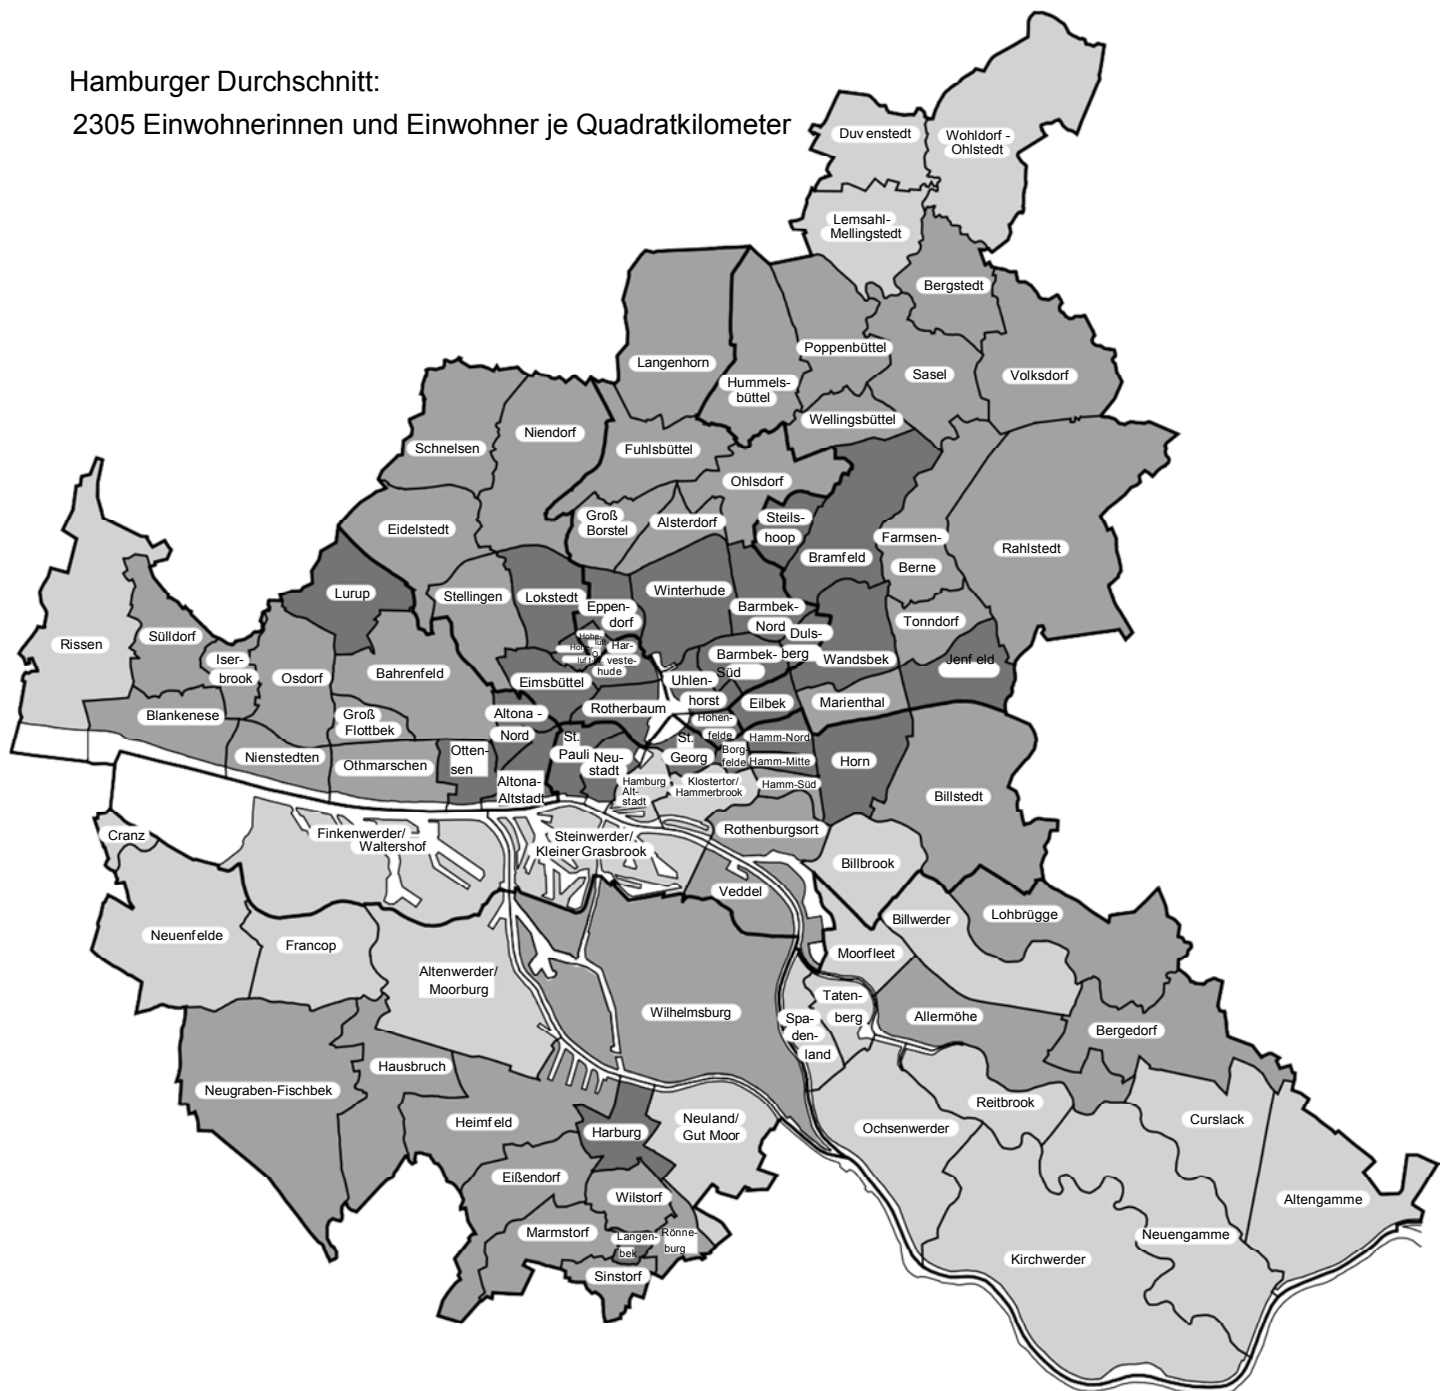 Hamburger Durchschnitt:
2305 Einwohnerinnen und Einwohner je Quadratkilometer
Duvenstedt
Wohldorf -
Ohlstedt
Lemsahl-
Mellingstedt
Bergstedt
Langenhorn
Hummels-
büttel
Poppenbüttel
Sasel
Volksdorf
Wellingsbüttel
Schnelsen
Niendorf
Fuhlsbüttel
Ohlsdorf
Eidelstedt
Groß
Borstel
Alsterdorf
Steils-
hoop
Bramfeld
Farmsen-
Berne
Rahlstedt
Lurup
Stellingen
Lokstedt
Eppen-
dorf
Winterhude
Barmbek-
Nord
Duls-
berg
Tonndorf
Rissen
Sülldorf
Iser-
brook
Osdorf
Bahrenfeld
Eimsbüttel
Hohe-
luft
Hohe-
luft-
Har-
veste-
hude
Barmbek-
Süd
Wandsbek
Jenfeld
Blankenese
Groß
Flottbek
Altona -
Nord
Rotherbaum
Uhlen-
horst
Eilbek
Marienthal
Nienstedten
Othmarschen
Otten-
sen
Altona-
Altstadt
St.
Pauli
Neu-
stadt
St.
Georg
Hohen-
felde
Borg-
felde
Hamm-Nord
Hamm-Mitte
Hamm-Süd
Horn
Billstedt
Hamburg
Alt-
stadt
Klostertor/
Hammerbrook
Rothenburgsort
Cranz
Finkenwerder/
Waltershof
Steinwerder/
Kleiner Grasbrook
Veddel
Billbrook
Billwerder
Lohbrügge
Neuenfelde
Francop
Altenwerder/
Moorburg
Wilhelmsburg
Moorfleet
Taten-
berg
Spa-
den-
land
Allermöhe
Bergedorf
Neugraben-Fischbek
Hausbruch
Heimfeld
Harburg
Neuland/
Gut Moor
Ochsenwerder
Reitbrook
Curslack
Eißendorf
Wilstorf
Marmstorf
Langen-
bek
Rönne-
burg
Sinstorf
Kirchwerder
Neuengamme
Altengamme